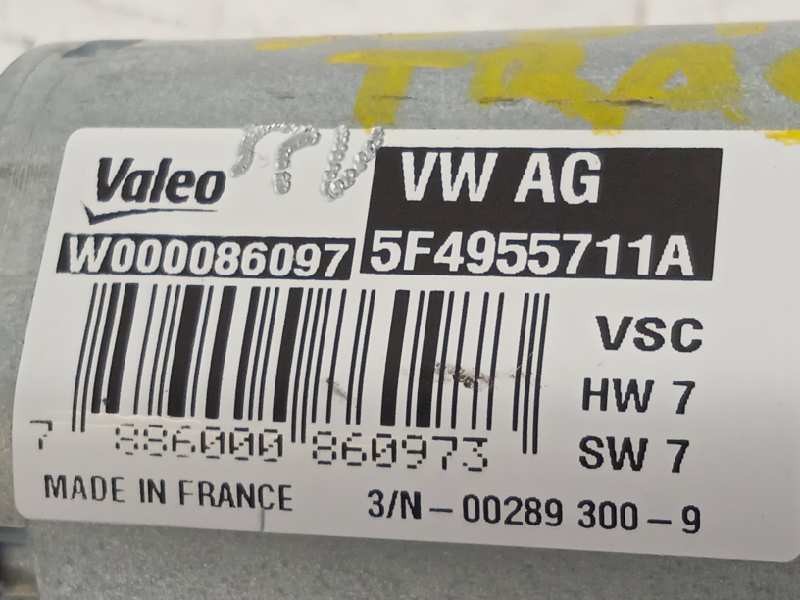 TRA
Valeo
VW AG
W000086097
5F4955711A
VSC
HW 7
7 886000 860973
SW 7
MADE IN FRANCE
3/N-00289 300-9